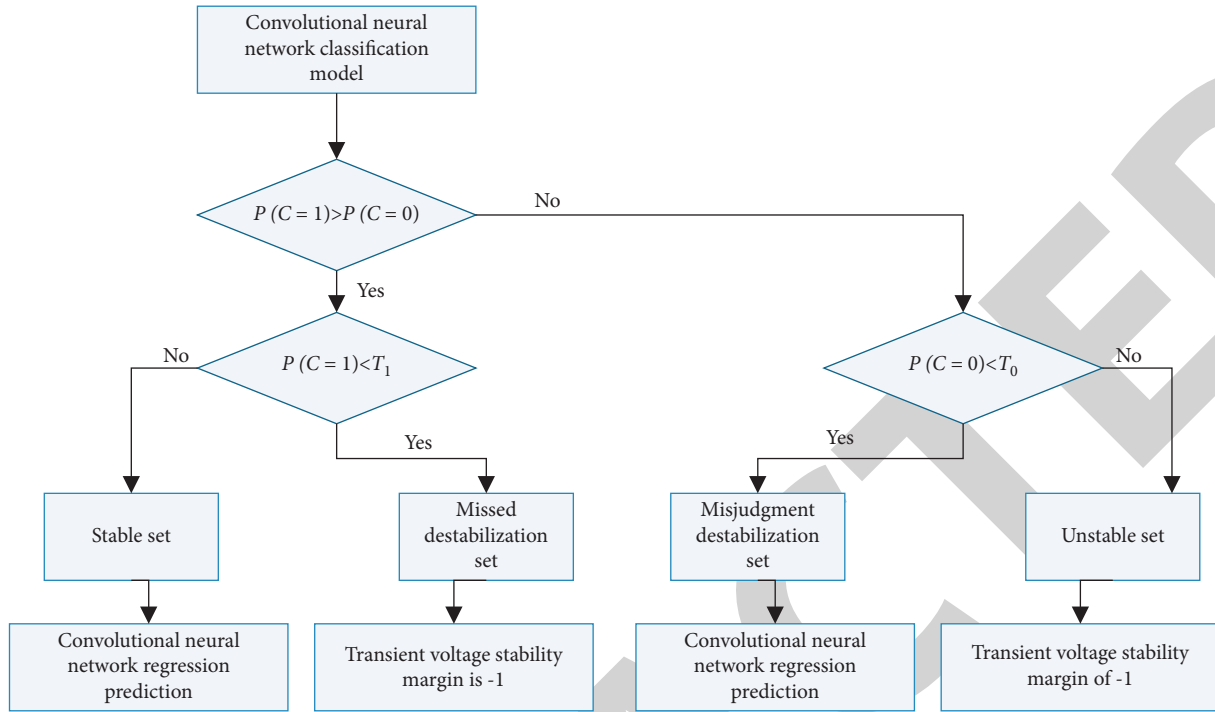 Convolutional neural
network classification
model
P (C = 1)>P (C = 0)
No
Yes
No
P (C = 1)<T₁
P (C = 0)<T₀
No
Yes
Yes
Stable set
Missed
destabilization
set
Misjudgment
destabilization
set
Unstable set
Convolutional neural
network regression
prediction
Transient voltage stability
margin is -1
Convolutional neural
network regression
prediction
Transient voltage stability
margin of -1